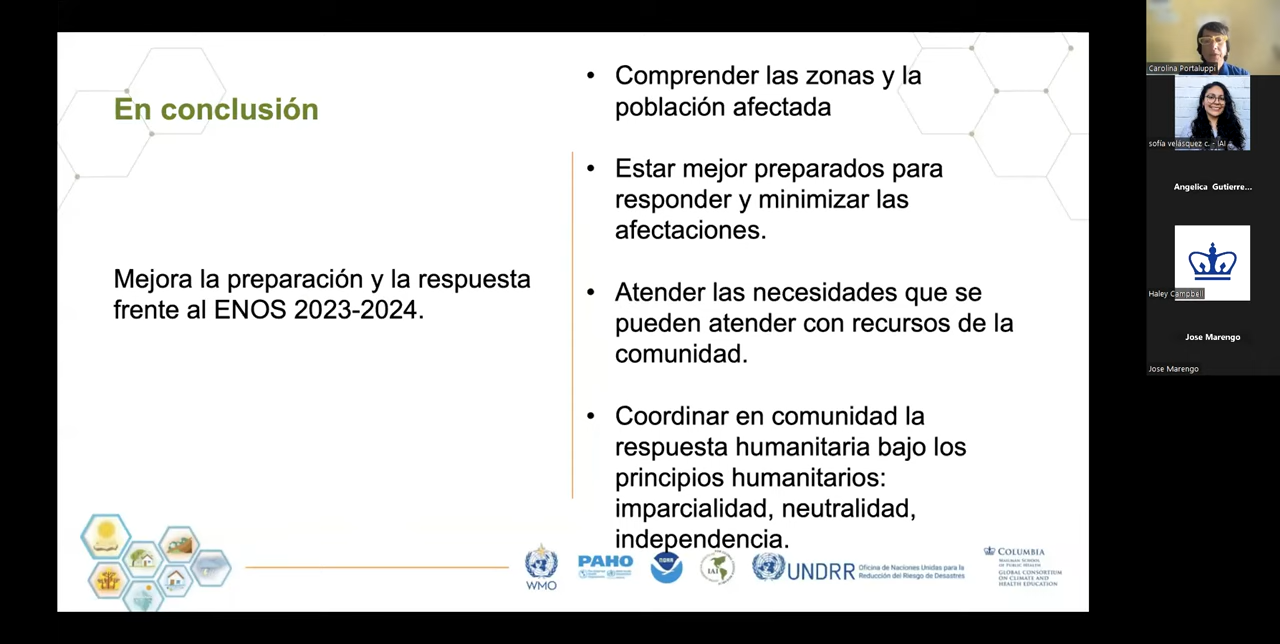 En conclusión
Mejora la preparación y la respuesta
frente al ENOS 2023-2024.
• Comprender las zonas y la
población afectada
• Estar mejor preparados para
responder y minimizar las
afectaciones.
• Atender las necesidades que se
pueden atender con recursos de la
comunidad.
• Coordinar en comunidad la
respuesta humanitaria bajo los
principios humanitarios:
imparcialidad, neutralidad,
independencia.
WMO
PAHO
NOAA
IAI
UNDRR
Oficina de Naciones Unidas para la
Reducción del Riesgo de Desastres
COLUMBIA
MAILMAN SCHOOL
OF PUBLIC HEALTH
GLOBAL CONSORTIUM
ON CLIMATE AND
HEALTH EDUCATION
Carolina Portaluppi
sofía velásquez c. - IAI
Angelica Gutierre...
Haley Campbell
Jose Marengo
Jose Marengo